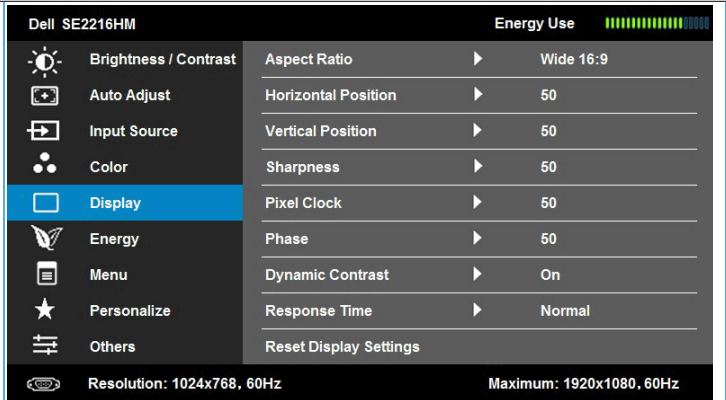 Dell SE2216HM Energy Use
Brightness / Contrast Aspect Ratio Wide 16:9
Auto Adjust Horizontal Position 50
Input Source Vertical Position 50
Color Sharpness 50
Display Pixel Clock 50
Energy Phase 50
Menu Dynamic Contrast On
Personalize Response Time Normal
Others Reset Display Settings
Resolution: 1024x768, 60Hz Maximum: 1920x1080, 60Hz